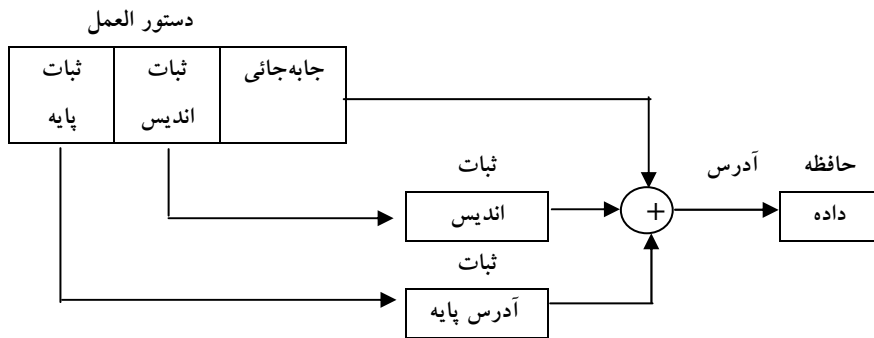 دستور العمل
جابه‌جائی
ثبات
اندیس
ثبات
پایه
ثبات
اندیس
+
آدرس
حافظه
داده
ثبات
آدرس پایه